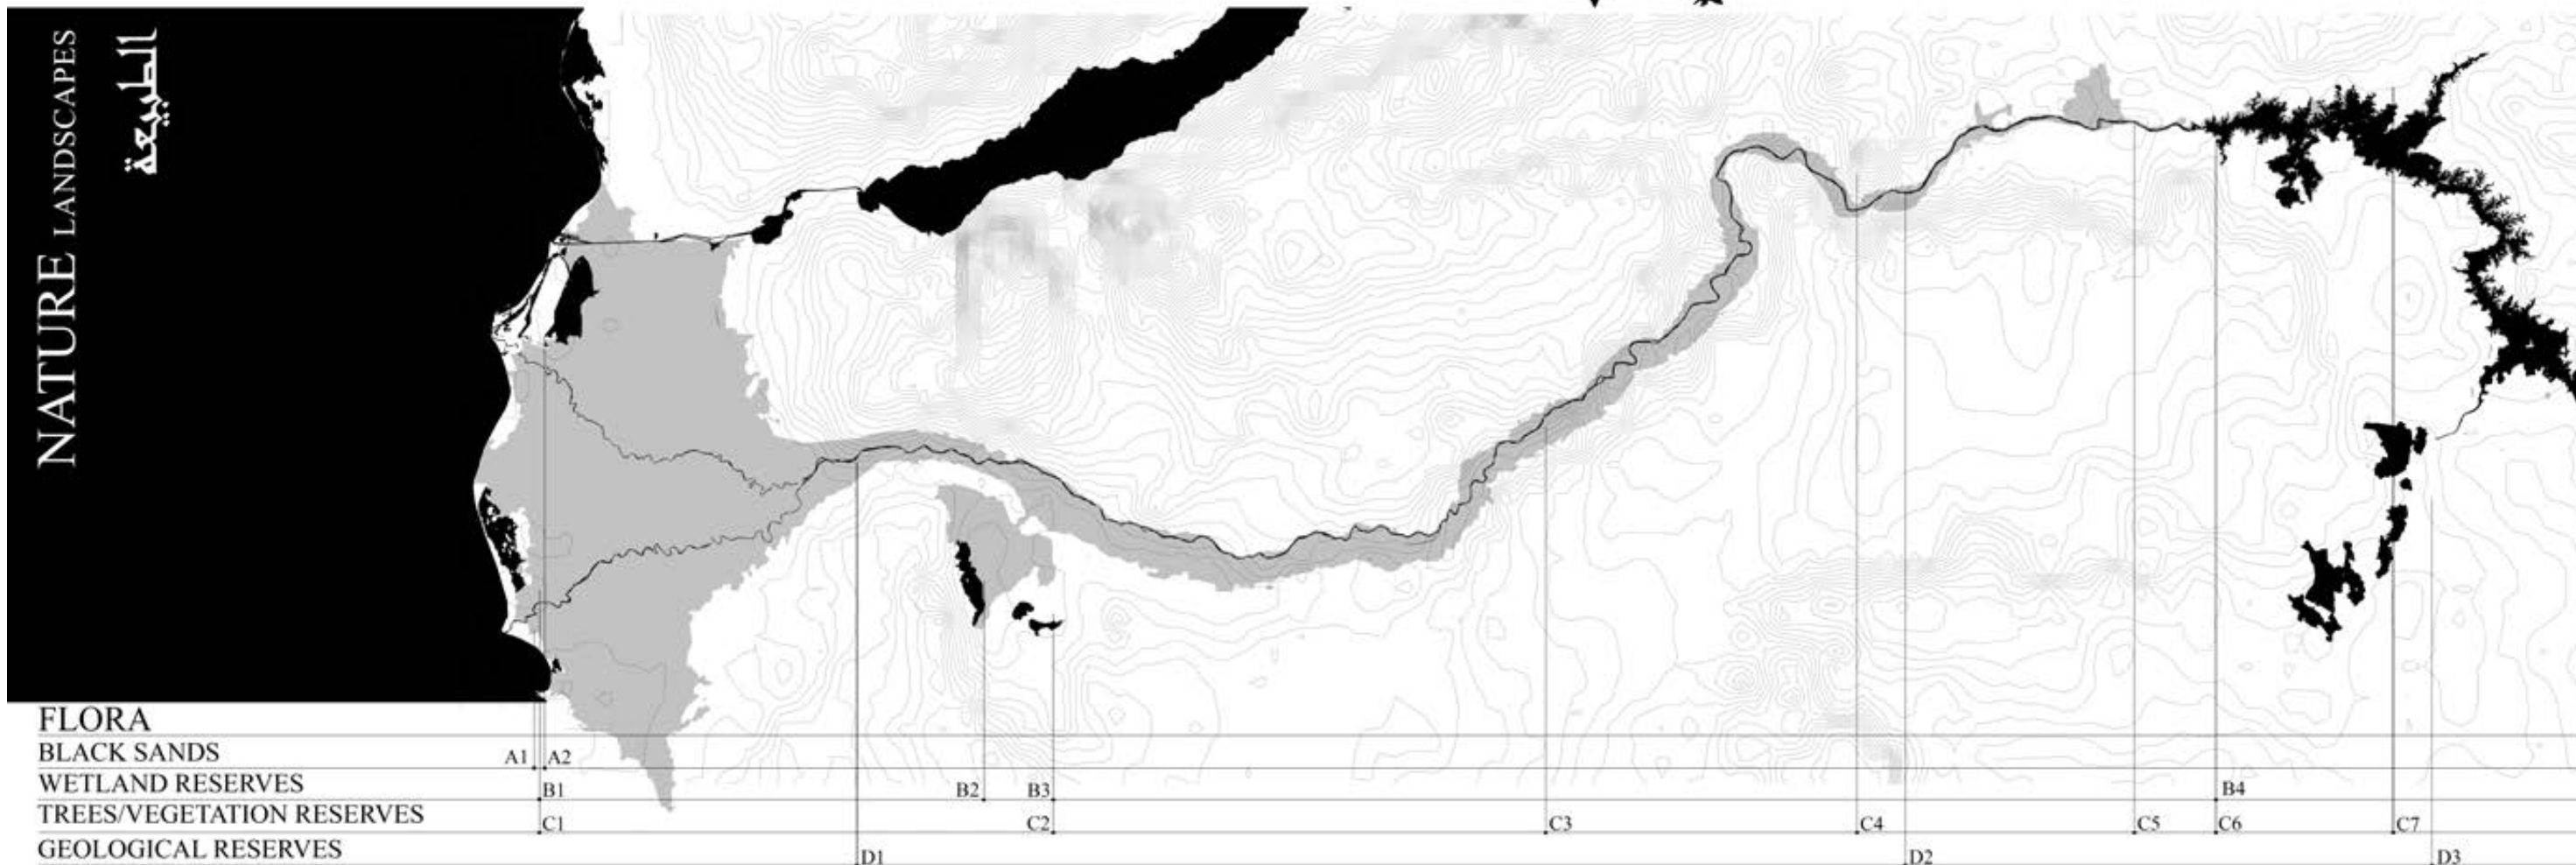 NATURE LANDSCAPES
الطبيعة
FLORA
BLACK SANDS A1 A2
WETLAND RESERVES B1 B2 B3 B4
TREES/VEGETATION RESERVES C1 C2 C3 C4 C5 C6 C7
GEOLOGICAL RESERVES D1 D2 D3